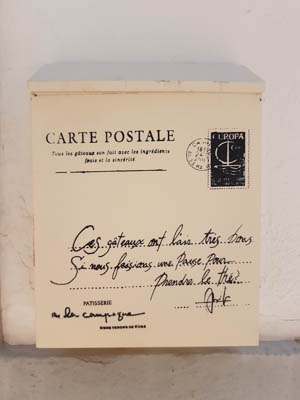 CARTE POSTALE
Tous les gâteaux son fait avec les ingrédients
frais et la sincérité.
EUROPA
Ces gâteaux ont l'air très bons
Si nous faisions une Pause pour
Prendre le thé
PATISSERIE
a la campagne